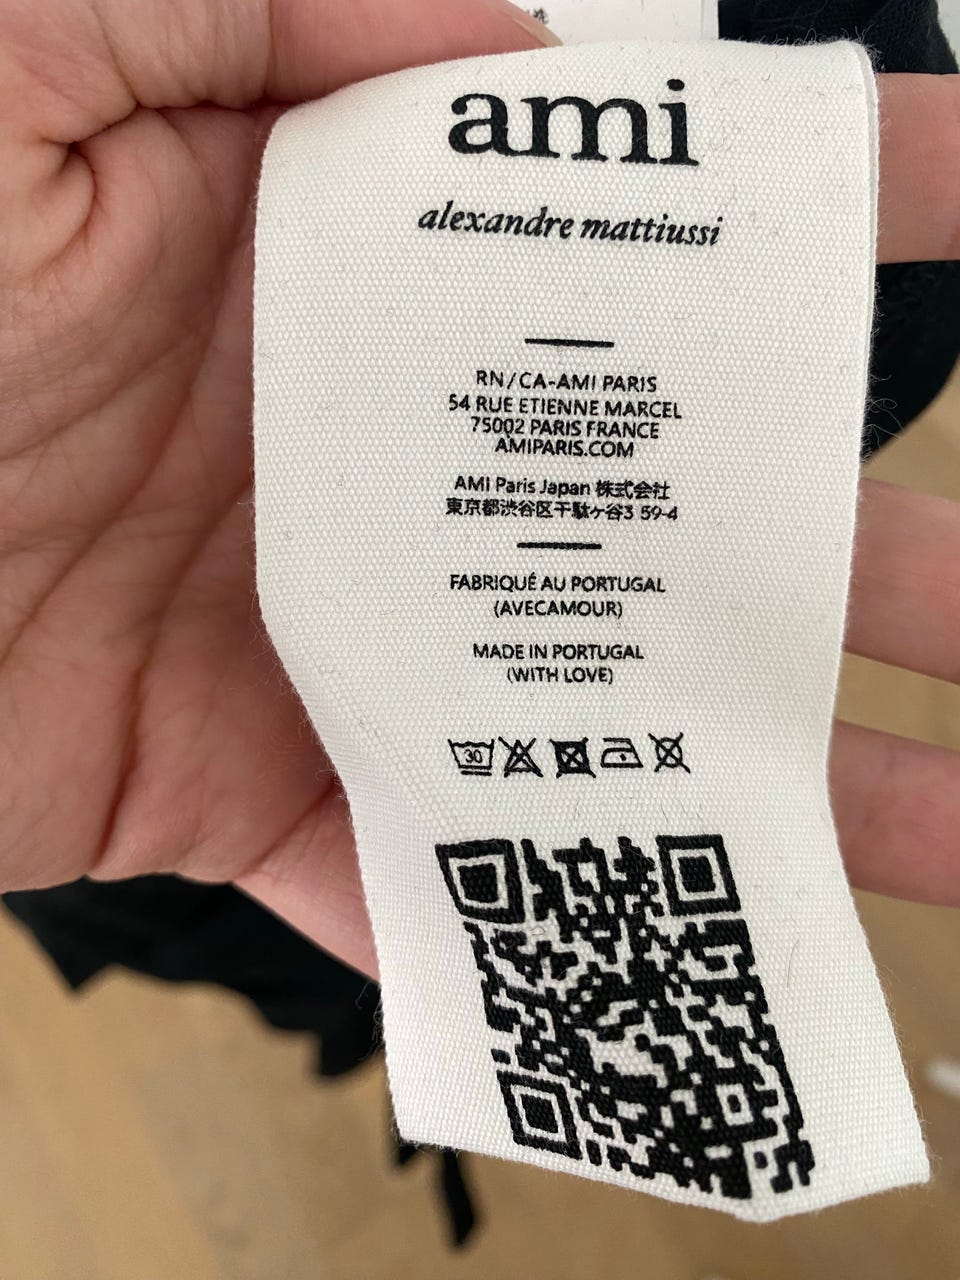 ami
alexandre mattiussi
RN/CA-AMI PARIS
54 RUE ETIENNE MARCEL
75002 PARIS FRANCE
AMIPARIS.COM
AMI Paris Japan 株式会社
東京都渋谷区千駄ヶ谷3 59-4
FABRIQUÉ AU PORTUGAL
(AVECAMOUR)
MADE IN PORTUGAL
(WITH LOVE)
30